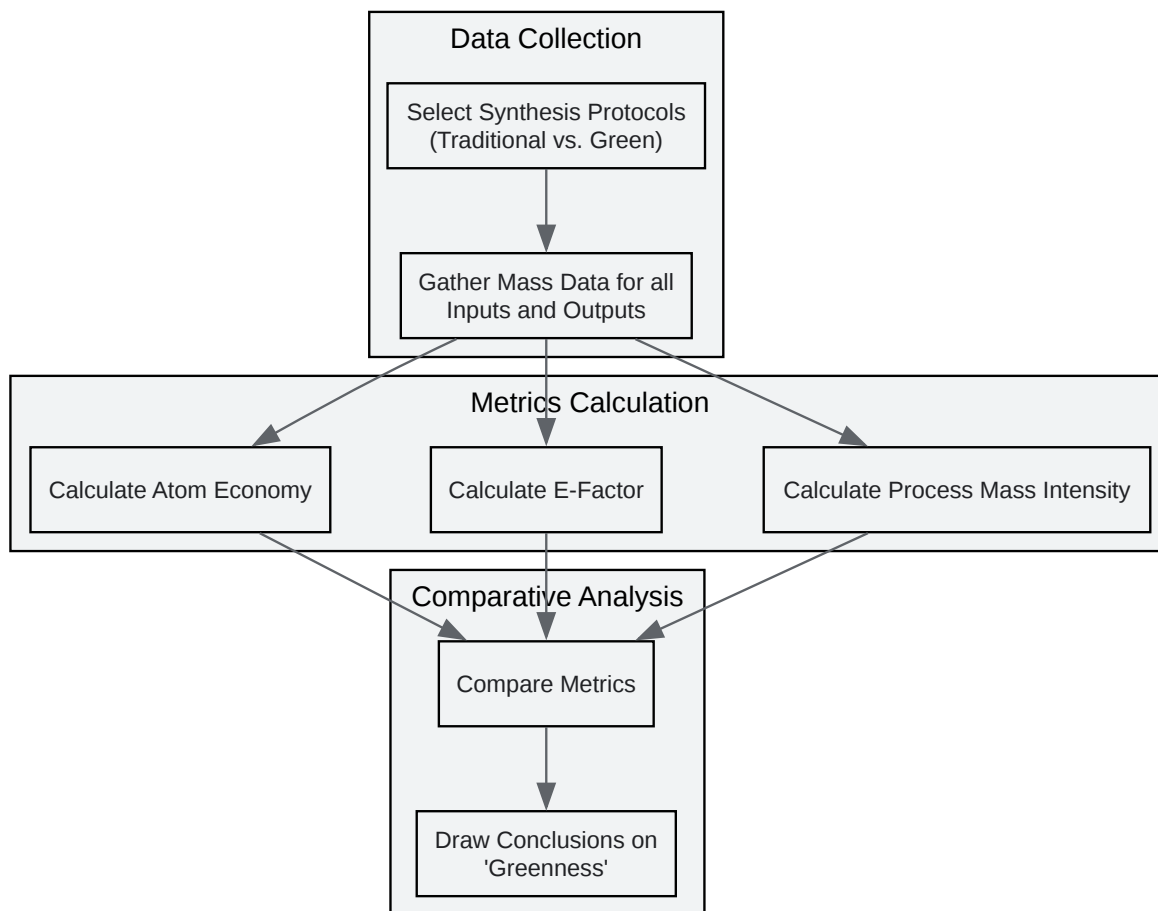 Data Collection
Select Synthesis Protocols
(Traditional vs. Green)
Gather Mass Data for all
Inputs and Outputs
Metrics Calculation
Calculate Atom Economy
Calculate E-Factor
Calculate Process Mass Intensity
Comparative Analysis
Compare Metrics
Draw Conclusions on
'Greenness'